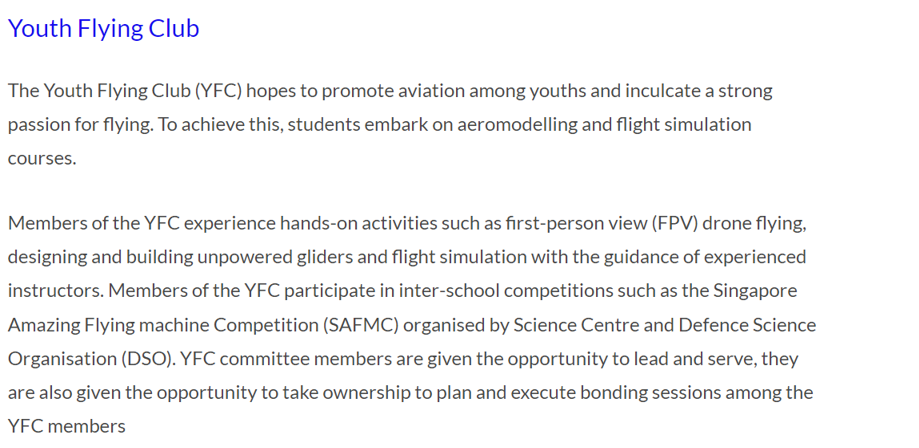 Youth Flying Club
The Youth Flying Club (YFC) hopes to promote aviation among youths and inculcate a strong
passion for flying. To achieve this, students embark on aeromodelling and flight simulation
courses.
Members of the YFC experience hands-on activities such as first-person view (FPV) drone flying,
designing and building unpowered gliders and flight simulation with the guidance of experienced
instructors. Members of the YFC participate in inter-school competitions such as the Singapore
Amazing Flying machine Competition (SAFMC) organised by Science Centre and Defence Science
Organisation (DSO). YFC committee members are given the opportunity to lead and serve, they
are also given the opportunity to take ownership to plan and execute bonding sessions among the
YFC members